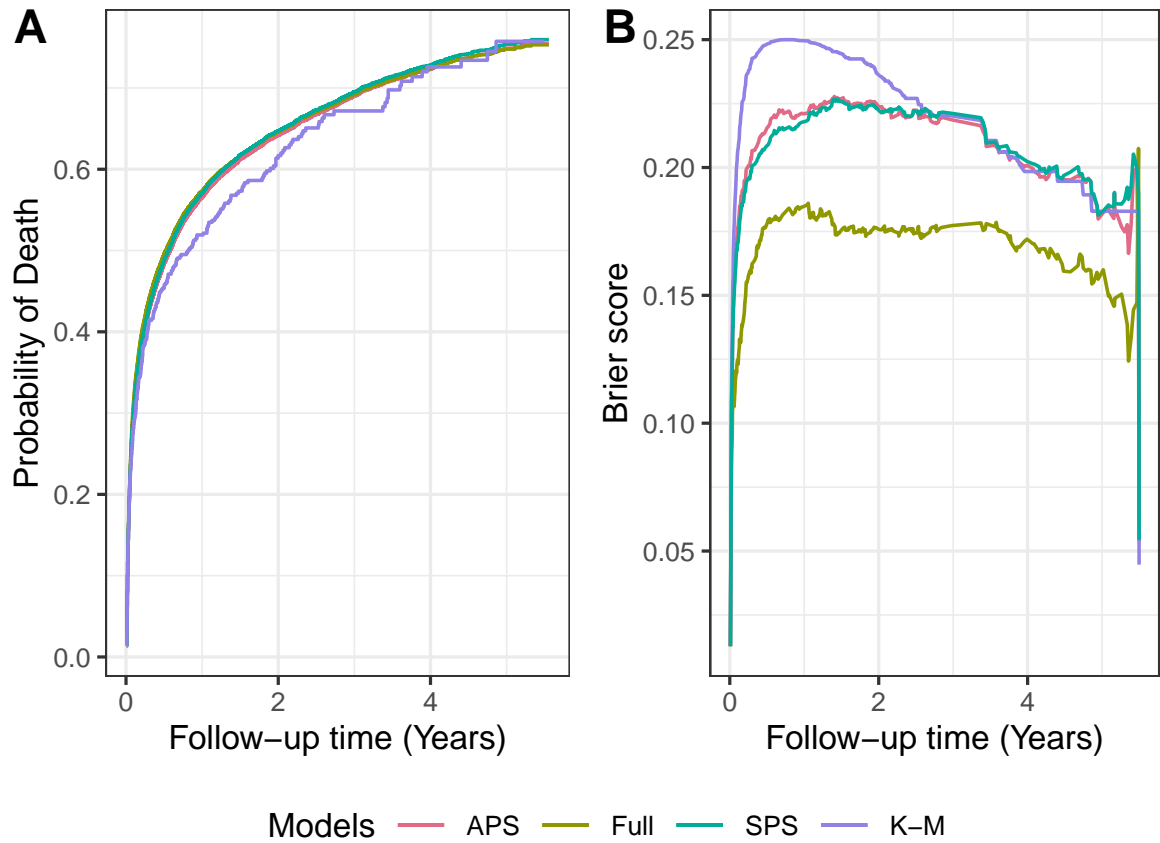 A
B
Probability of Death
0.6
0.4
0.2
0.0
0
2
4
Follow−up time (Years)
Brier score
0.25
0.20
0.15
0.10
0.05
0
2
4
Follow−up time (Years)
Models APS Full SPS K−M